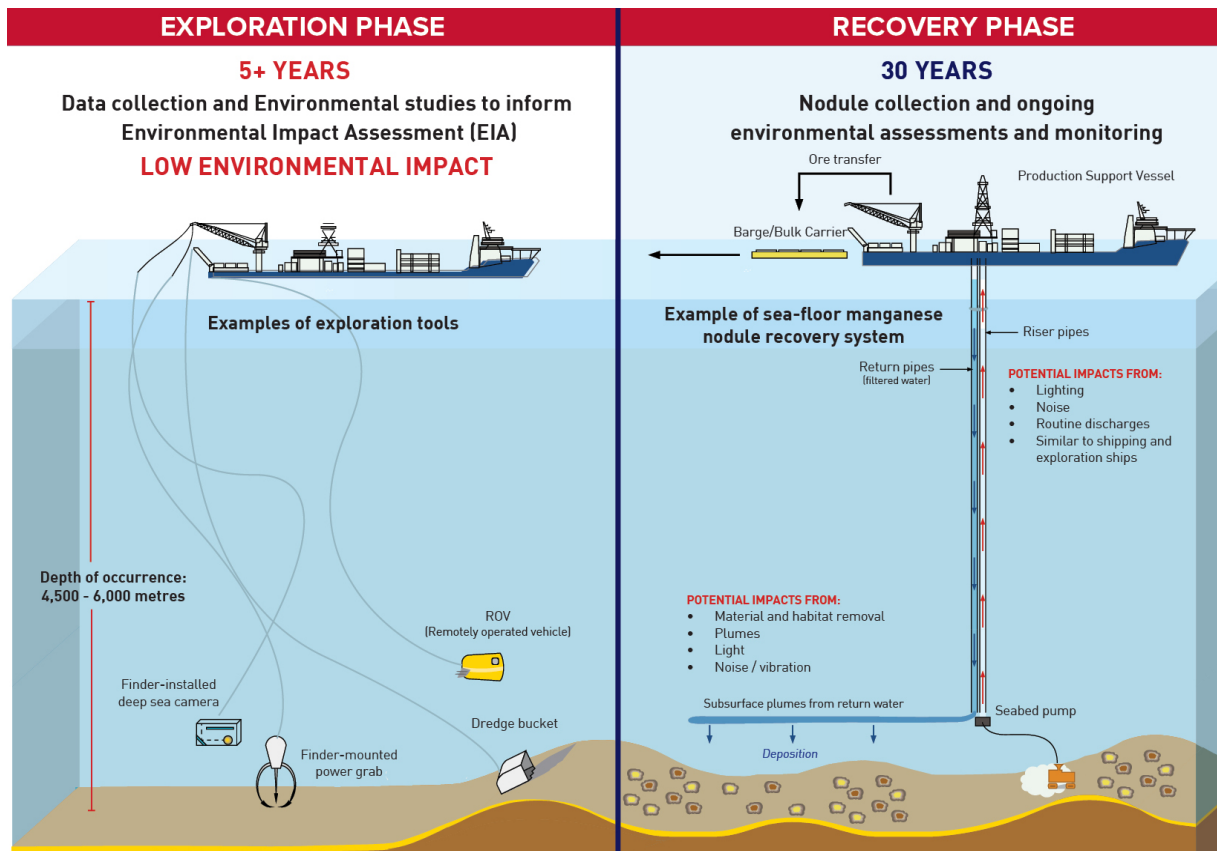 EXPLORATION PHASE
5+ YEARS
Data collection and Environmental studies to inform
Environmental Impact Assessment (EIA)
LOW ENVIRONMENTAL IMPACT
Examples of exploration tools
Depth of occurrence:
4,500 - 6,000 metres
ROV
(Remotely operated vehicle)
Finder-installed
deep sea camera
Finder-mounted
power grab
Dredge bucket
RECOVERY PHASE
30 YEARS
Nodule collection and ongoing
environmental assessments and monitoring
Ore transfer
Production Support Vessel
Barge/Bulk Carrier
Example of sea-floor manganese
nodule recovery system
Riser pipes
Return pipes
(filtered water)
POTENTIAL IMPACTS FROM:
• Lighting
• Noise
• Routine discharges
• Similar to shipping and
exploration ships
POTENTIAL IMPACTS FROM:
• Material and habitat removal
• Plumes
• Light
• Noise / vibration
Subsurface plumes from return water
Seabed pump
Deposition